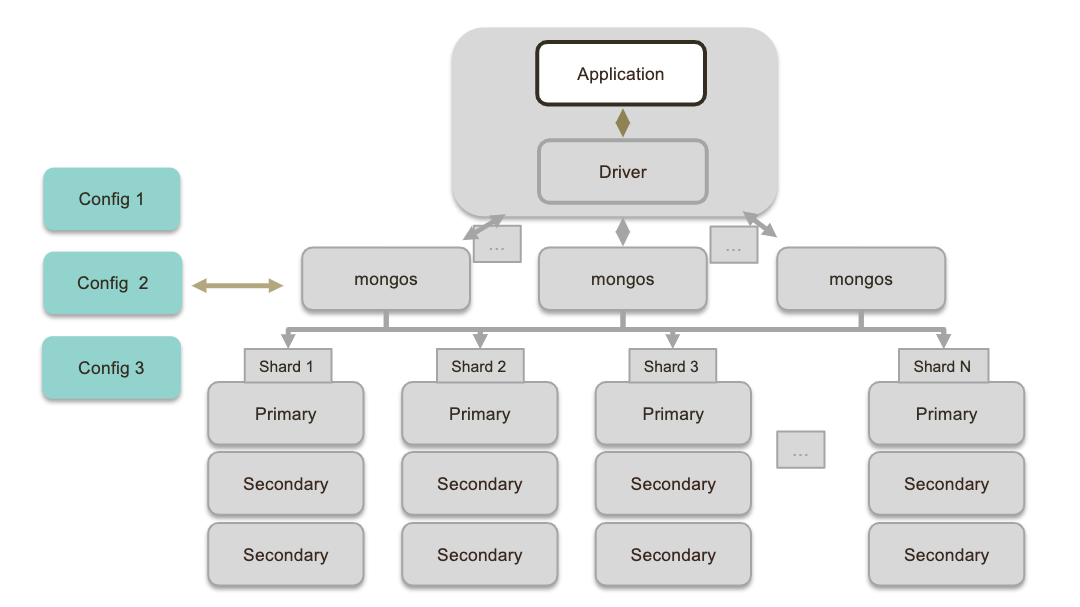 Application
Driver
Config 1
... ...
Config 2
mongos mongos mongos
Config 3
Shard 1 Shard 2 Shard 3 Shard N
Primary Primary Primary Primary
...
Secondary Secondary Secondary Secondary
Secondary Secondary Secondary Secondary